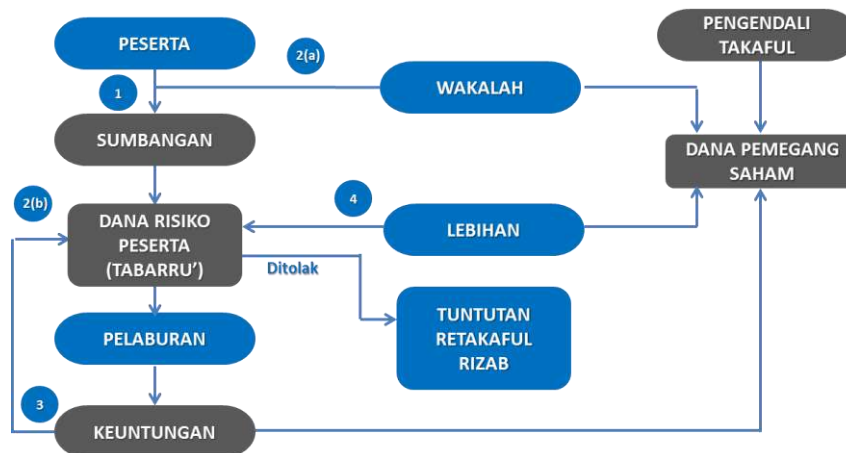 PESERTA
PENGENDALI
TAKAFUL
2(a)
WAKALAH
1
SUMBANGAN
DANA PEMEGANG
SAHAM
2(b)
4
DANA RISIKO
PESERTA
(TABARRU’)
LEBIHAN
Ditolak
TUNTUTAN
RETAKAFUL
RIZAB
PELABURAN
3
KEUNTUNGAN